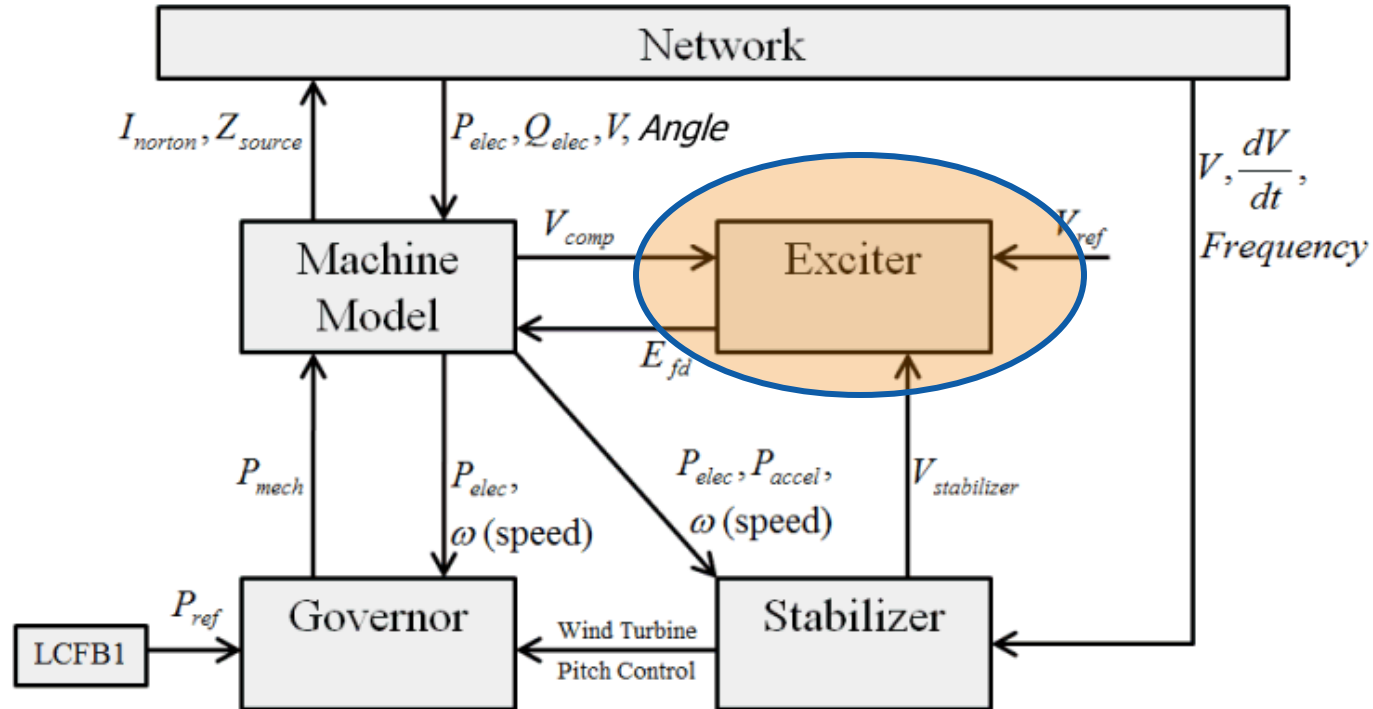 Network
I_norton, Z_source
P_elec, Q_elec, V, Angle
V, dV/dt,
Frequency
V_comp
V_ref
Machine
Model
Exciter
E_fd
P_mech
P_elec,
ω (speed)
P_elec, P_accel,
ω (speed)
V_stabilizer
P_ref
LCFB1
Governor
Wind Turbine
Pitch Control
Stabilizer